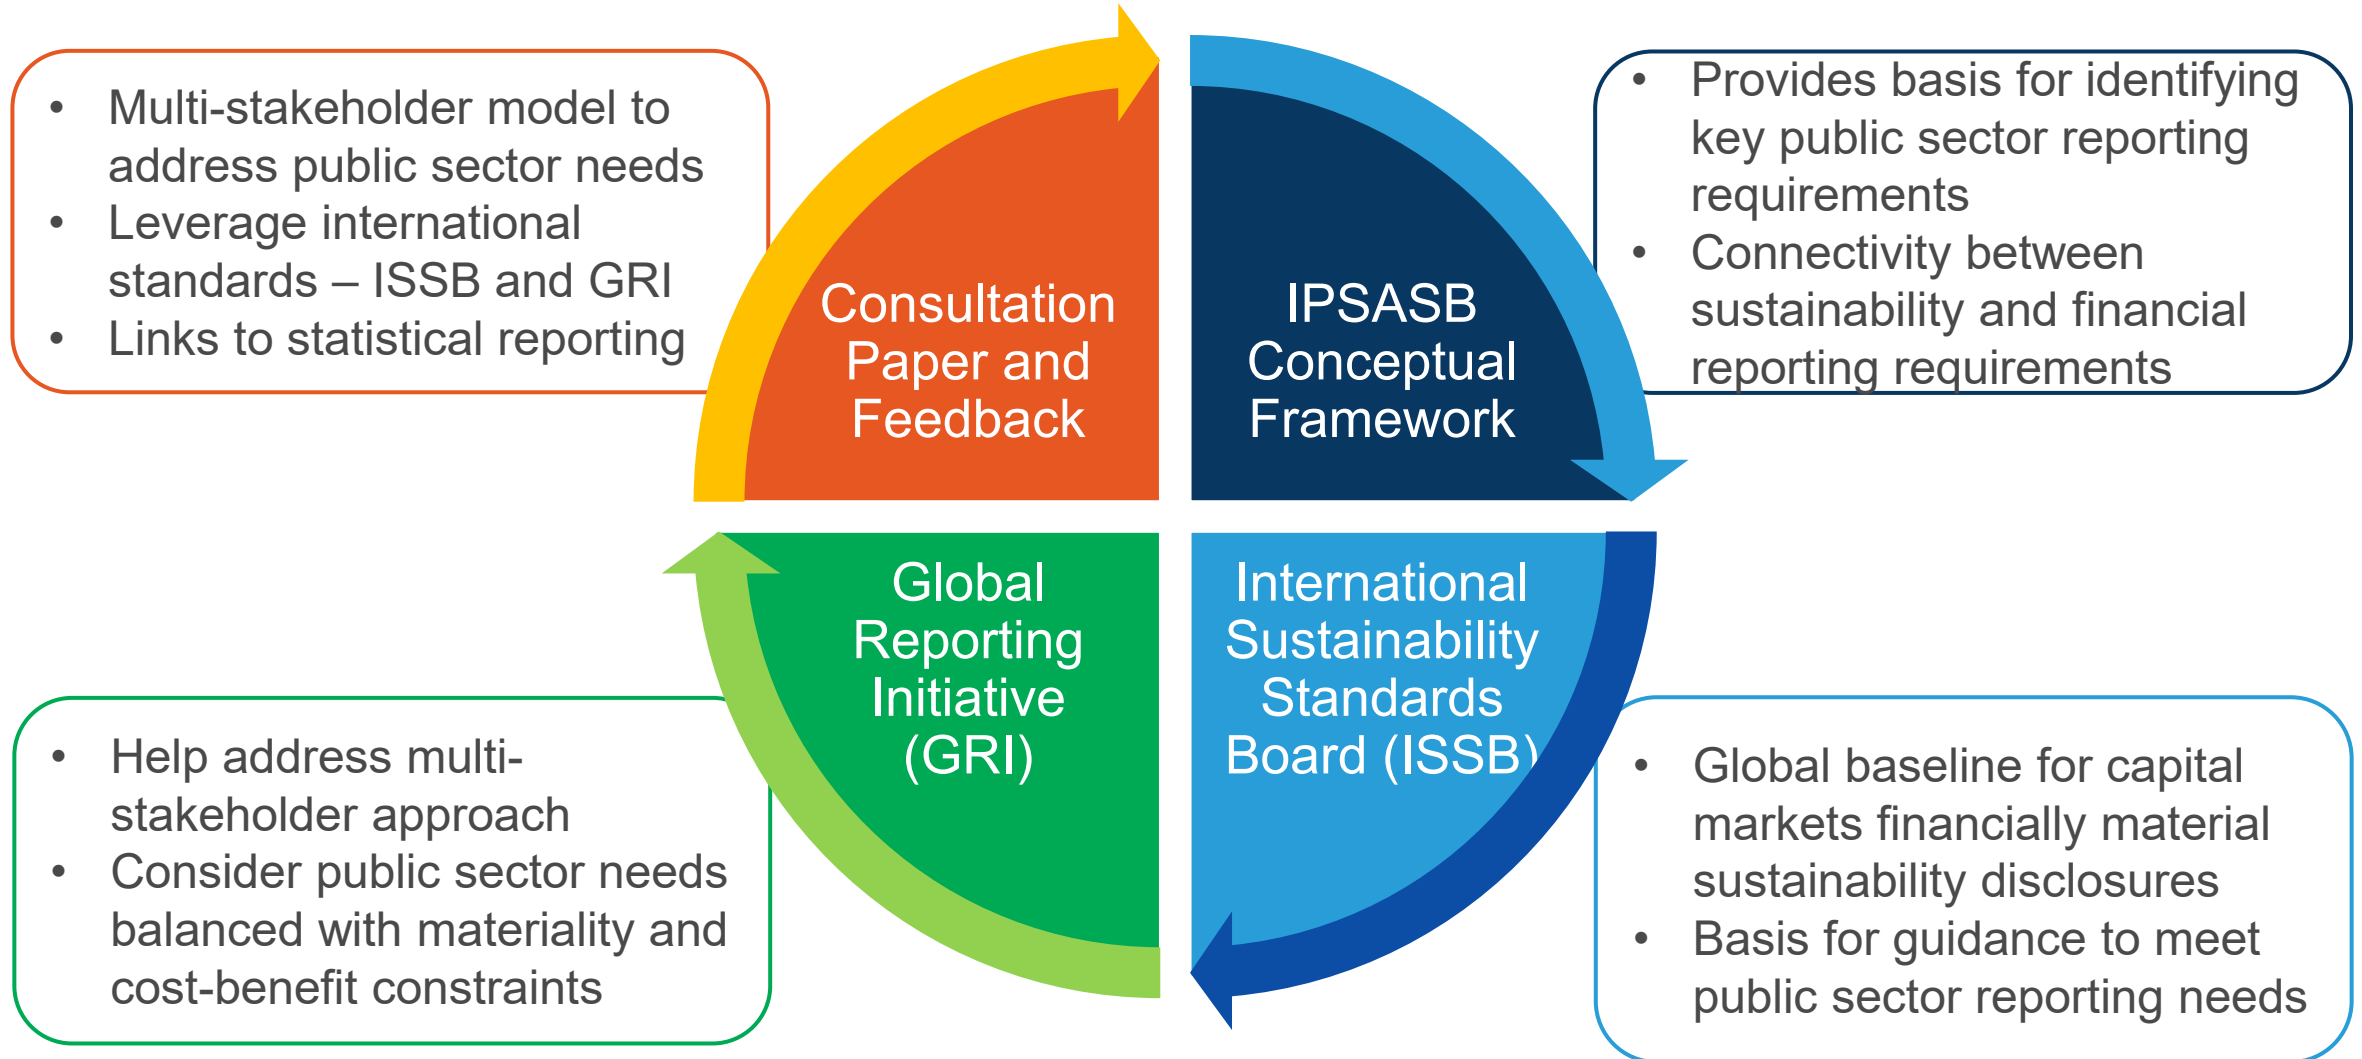 • Multi-stakeholder model to
address public sector needs
• Leverage international
standards – ISSB and GRI
• Links to statistical reporting
Consultation
Paper and
Feedback
IPSASB
Conceptual
Framework
• Provides basis for identifying
key public sector reporting
requirements
• Connectivity between
sustainability and financial
reporting requirements
Global
Reporting
Initiative
(GRI)
International
Sustainability
Standards
Board (ISSB)
• Help address multi-
stakeholder approach
• Consider public sector needs
balanced with materiality and
cost-benefit constraints
• Global baseline for capital
markets financially material
sustainability disclosures
• Basis for guidance to meet
public sector reporting needs